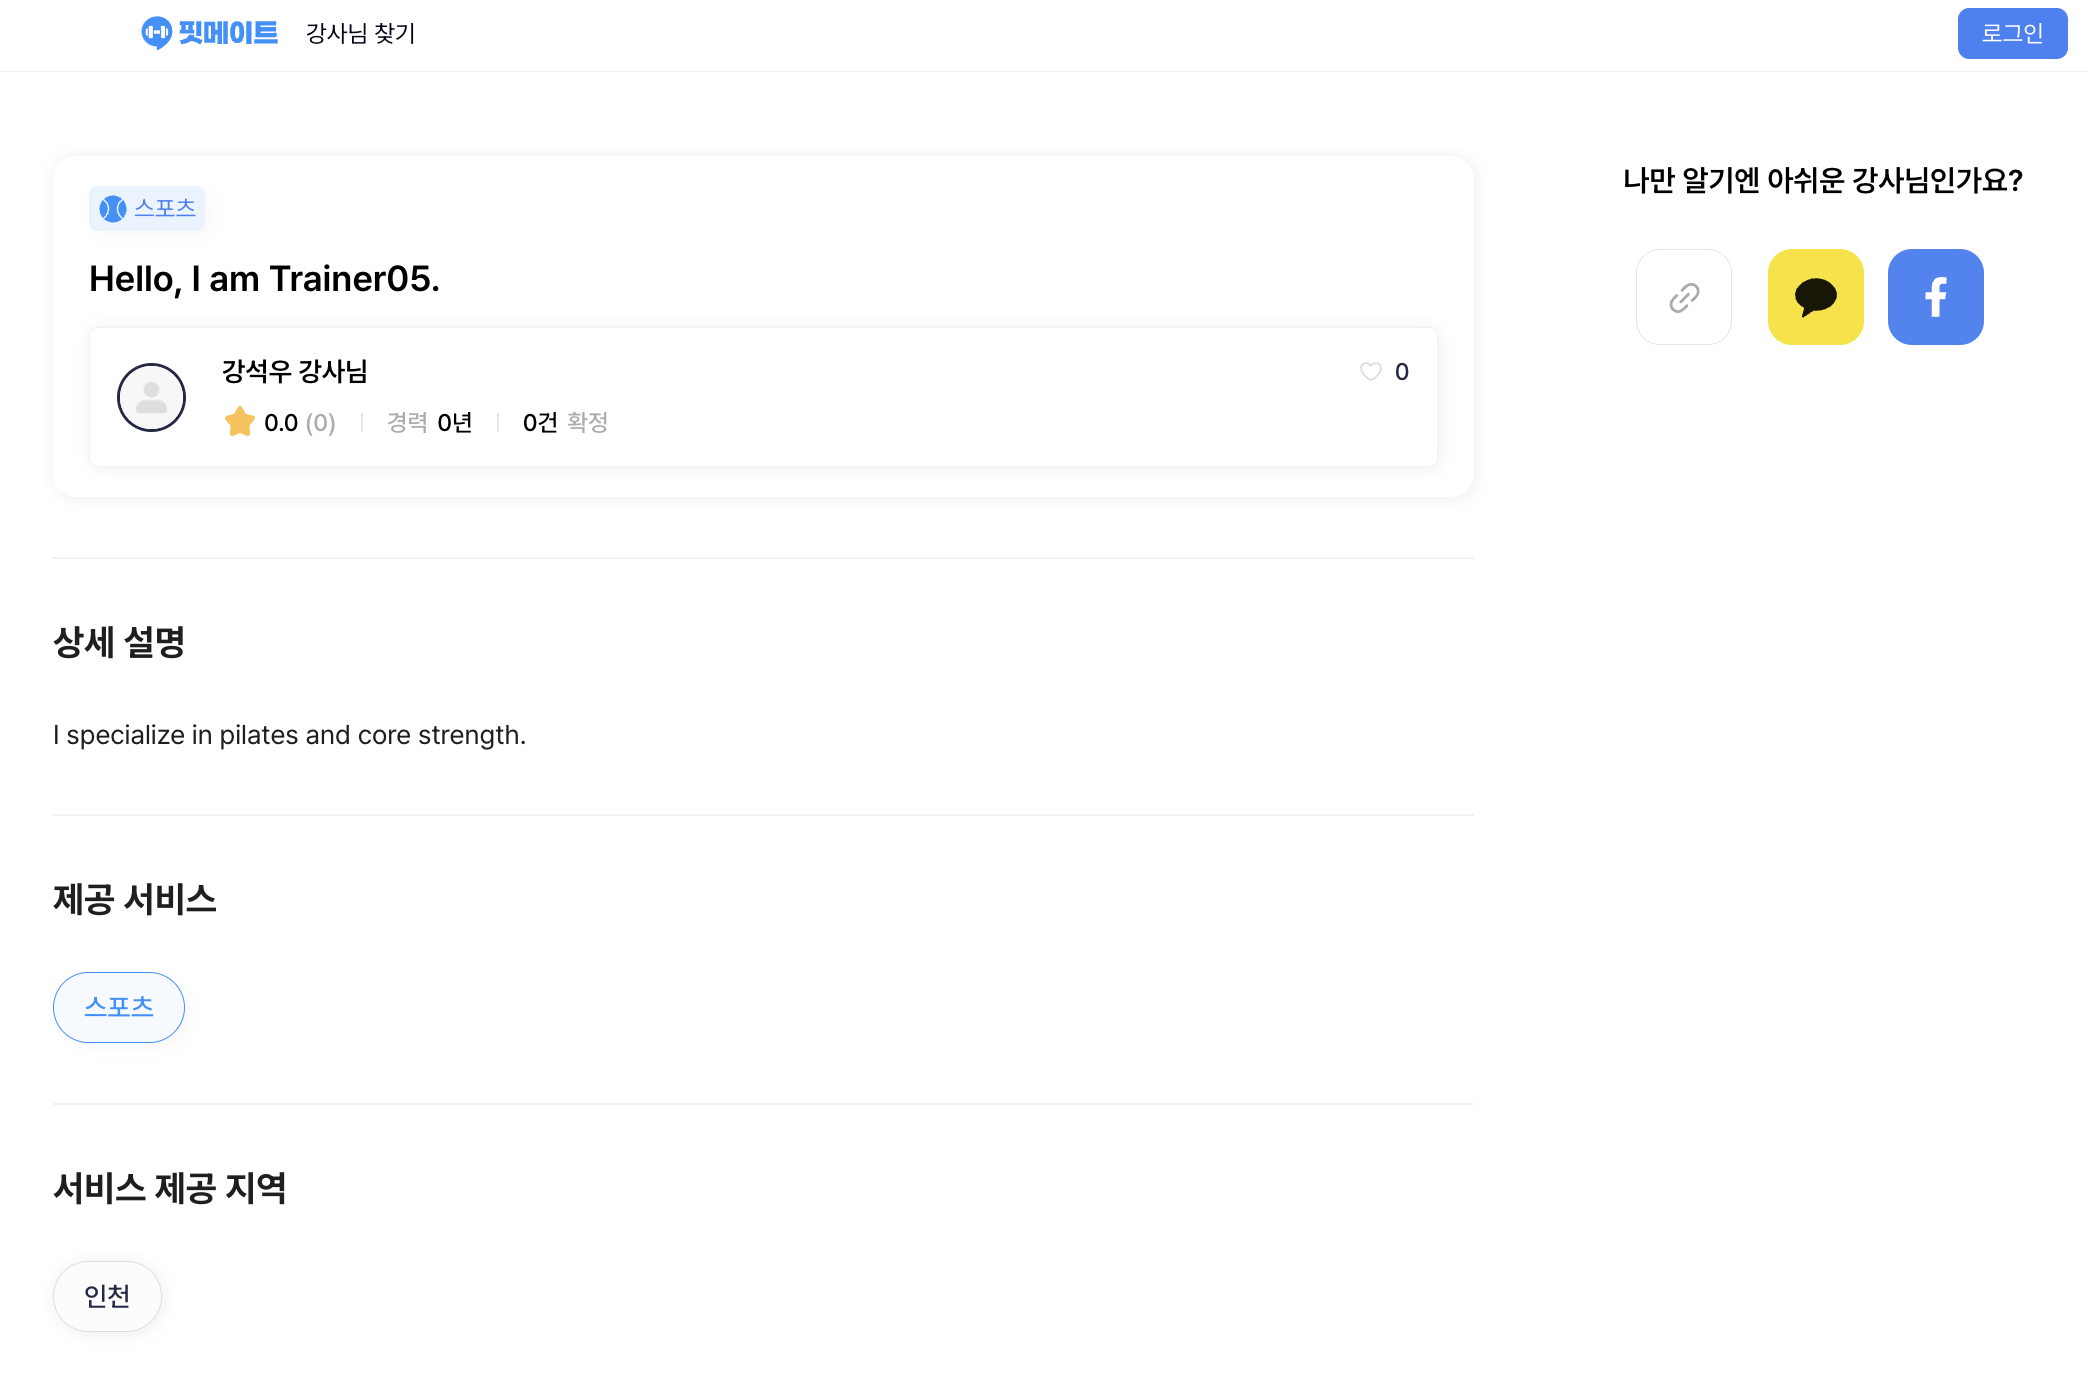 핏메이트 강사님 찾기 로그인
스포츠
Hello, I am Trainer05.
강석우 강사님
0
0.0 (0) 경력 0년 0건 확정
나만 알기엔 아쉬운 강사님인가요?
상세 설명
I specialize in pilates and core strength.
제공 서비스
스포츠
서비스 제공 지역
인천